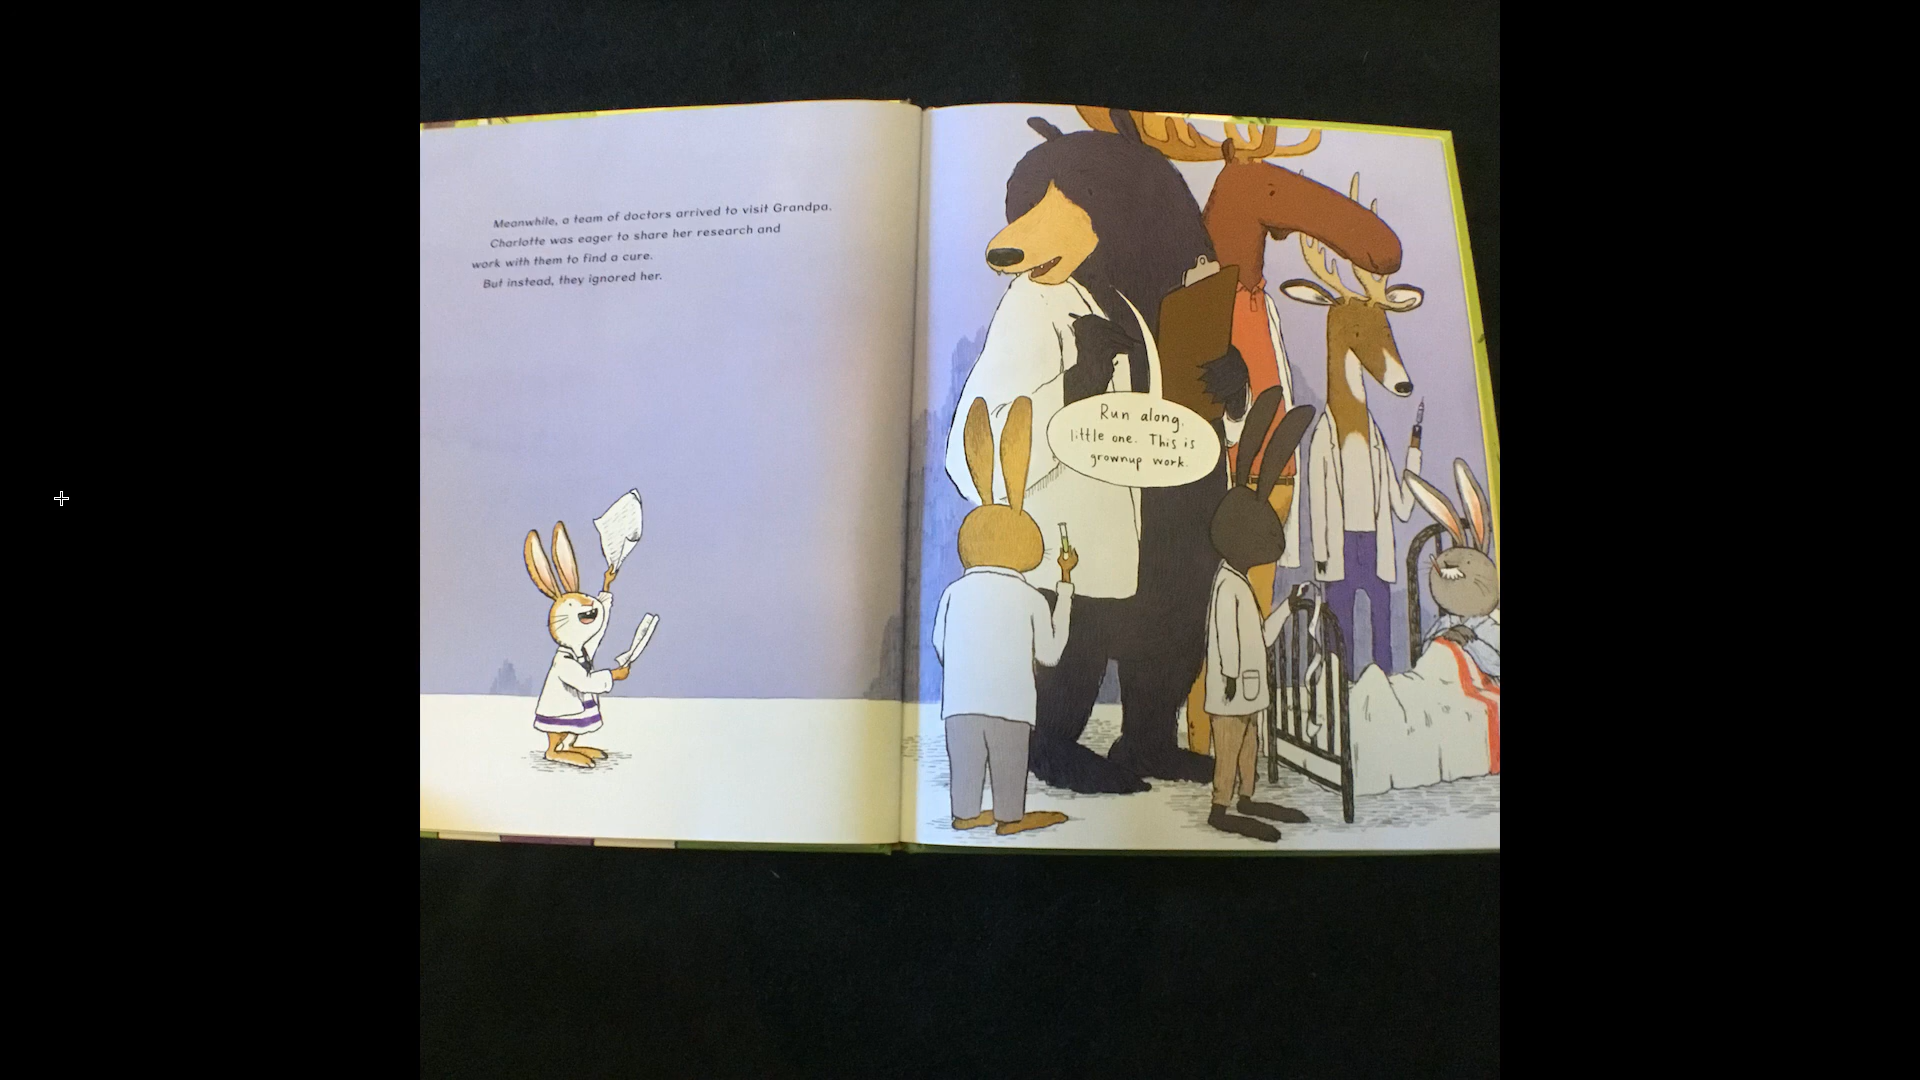 Meanwhile, a team of doctors arrived to visit Grandpa.
Charlotte was eager to share her research and
work with them to find a cure.
But instead, they ignored her.
Run along,
little one. This is
grownup work.